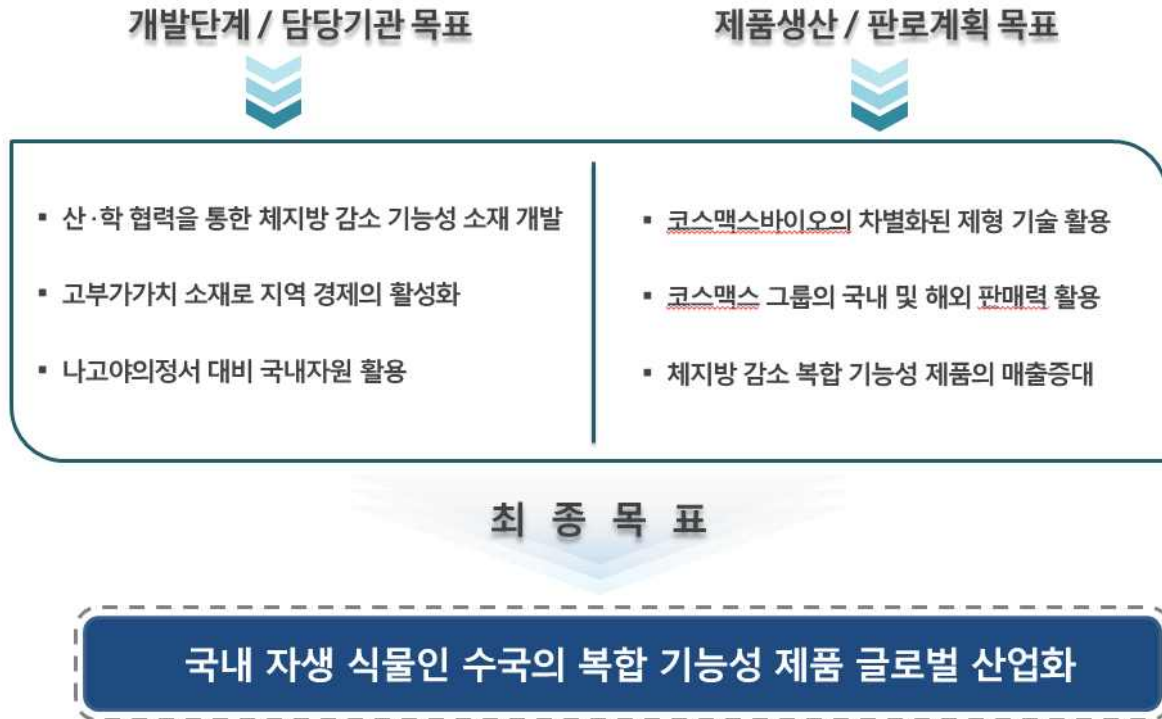 개발단계 / 담당기관 목표
제품생산 / 판로계획 목표
▪ 산·학 협력을 통한 체지방 감소 기능성 소재 개발
▪ 고부가가치 소재로 지역 경제의 활성화
▪ 나고야의정서 대비 국내자원 활용
▪ 코스맥스바이오의 차별화된 제형 기술 활용
▪ 코스맥스 그룹의 국내 및 해외 판매력 활용
▪ 체지방 감소 복합 기능성 제품의 매출증대
최 종 목 표
국내 자생 식물인 수국의 복합 기능성 제품 글로벌 산업화